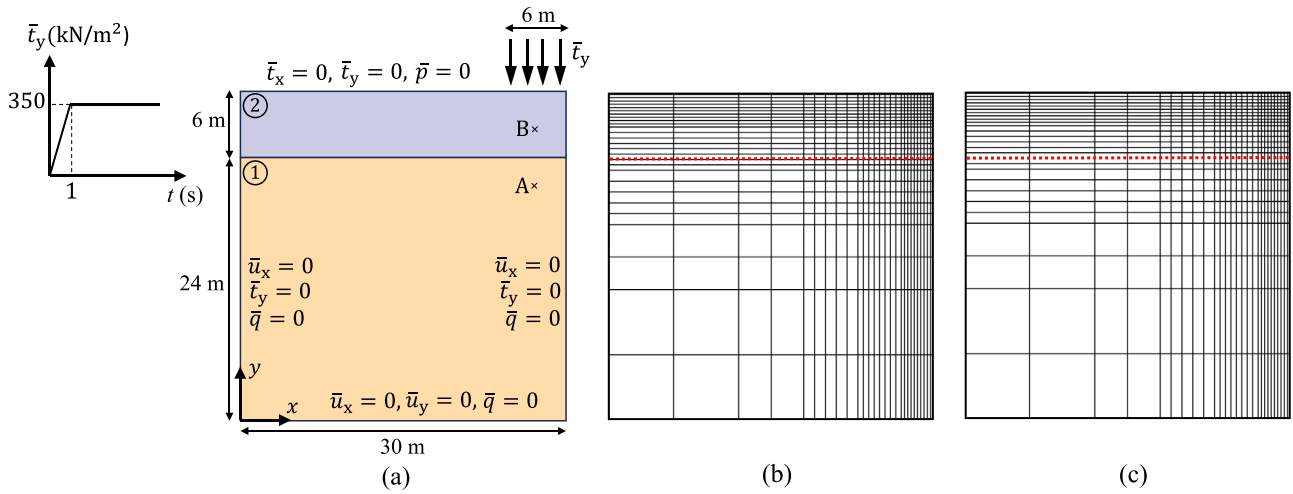 t̄y(kN/m²)
350
1
t (s)
6 m
t̄y
t̄x = 0, t̄y = 0, p̄ = 0
6 m
②
B×
①
A×
24 m
ūx = 0
t̄y = 0
q̄ = 0
ūx = 0
t̄y = 0
q̄ = 0
y
x
ūx = 0, ūy = 0, q̄ = 0
30 m
(a)
(b)
(c)